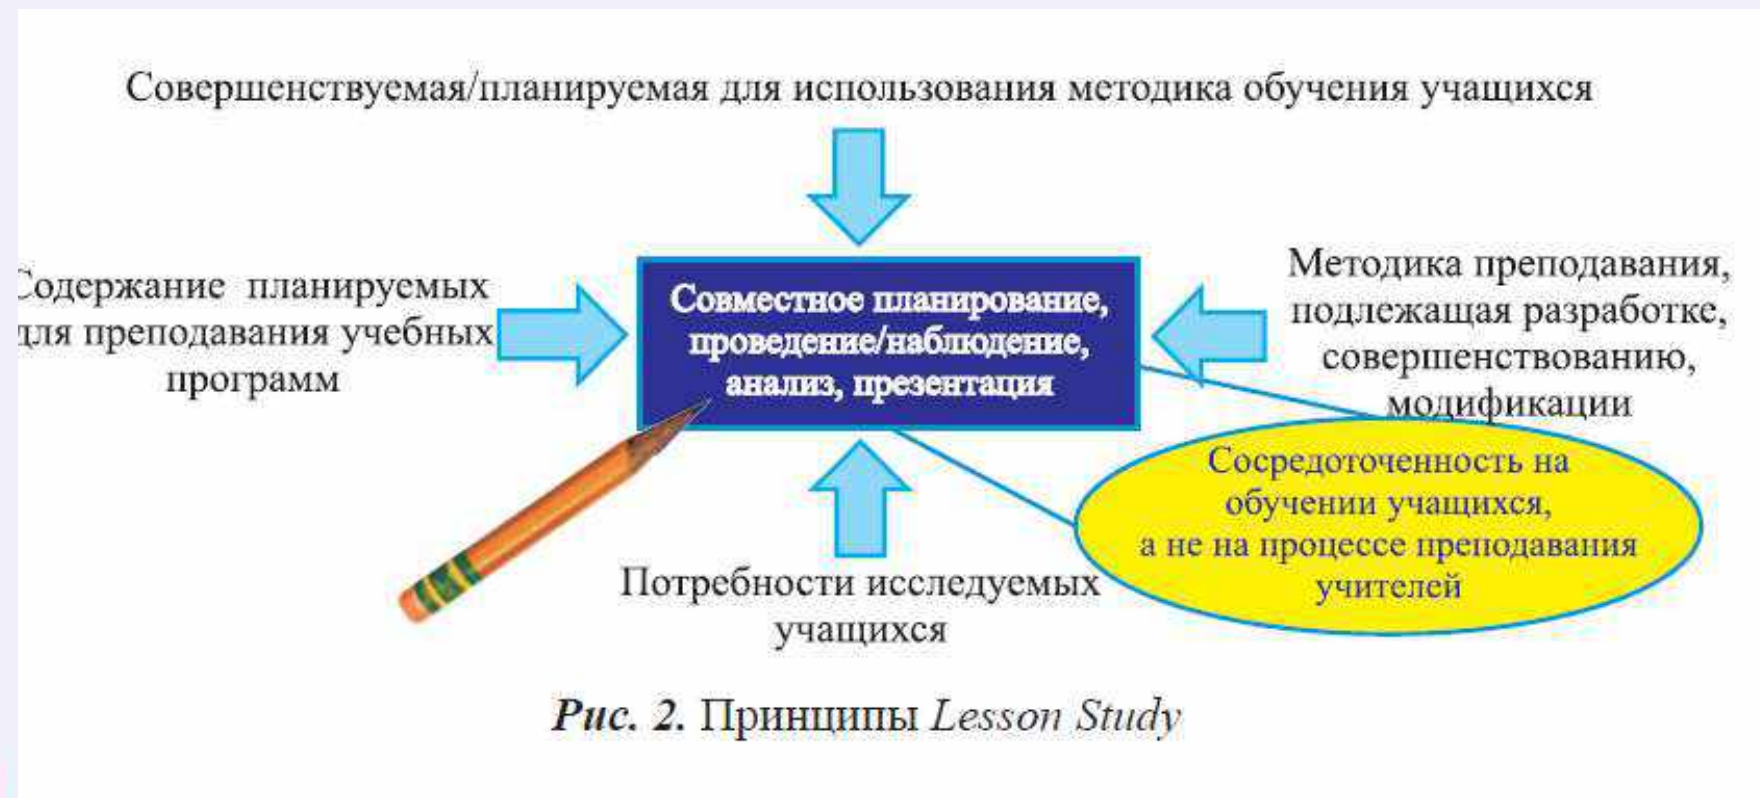 Совершенствуемая/планируемая для использования методика обучения учащихся
Содержание планируемых
для преподавания учебных
программ
Совместное планирование,
проведение/наблюдение,
анализ, презентация
Методика преподавания,
подлежащая разработке,
совершенствованию,
модификации
Сосредоточенность на
обучении учащихся,
а не на процессе преподавания
учителей
Потребности исследуемых
учащихся
Рис. 2. Принципы Lesson Study